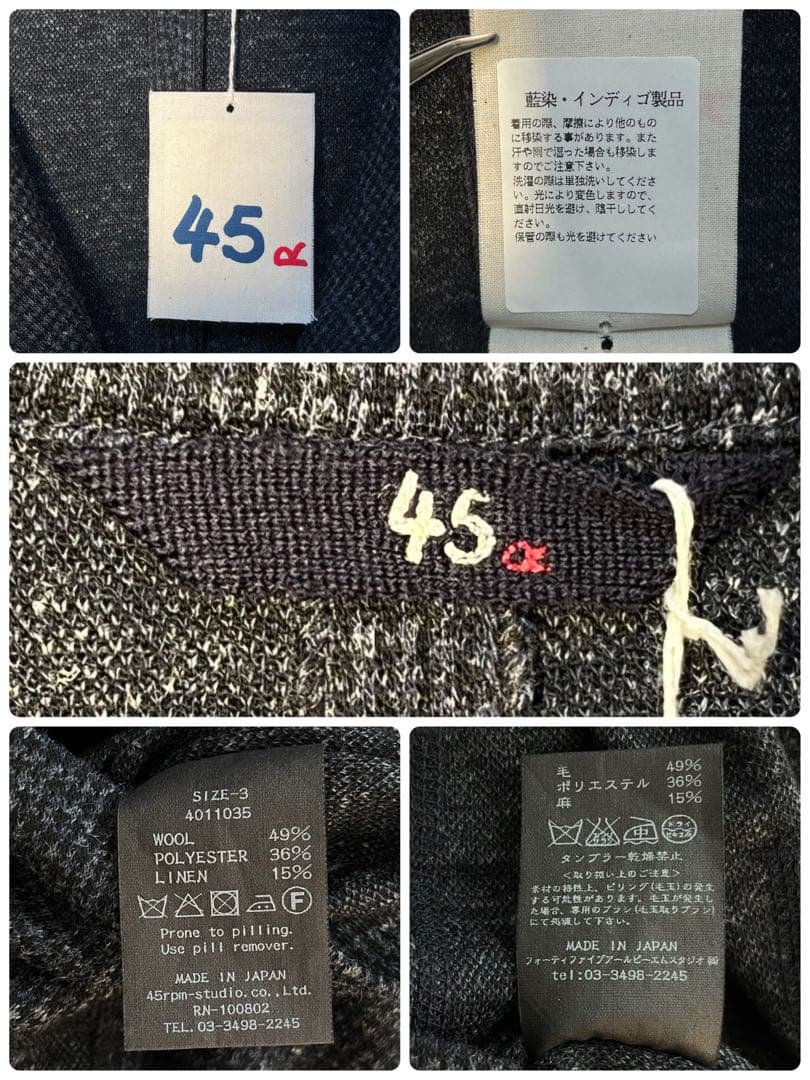 45R
藍染・インディゴ製品
着用の際、摩擦により他のもの
に移染する事があります。また
汗や雨で湿った場合も移染しま
すのでご注意下さい。
洗濯の際は単独洗いしてくださ
い。光により変色しますので、
直射日光を避け、陰干ししてく
ださい。
保管の際も光を避けてください
45R
SIZE-3
4011035
WOOL 49%
POLYESTER 36%
LINEN 15%
F
Prone to pilling.
Use pill remover.
MADE IN JAPAN
45rpm-studio.co.,Ltd.
RN-100802
TEL.03-3498-2245
毛 49%
ポリエステル 36%
麻 15%
中
ドライ
タンブラー乾燥禁止
<取り扱い上のご注意>
素材の特性上、ピリング(毛玉)の発生
する可能性があります。毛玉が発生し
た場合、専用のブラシ(毛玉取りブラシ)
にて処理して下さい。
MADE IN JAPAN
フォーティファイブアールピーエムスタジオ㈱
tel:03-3498-2245